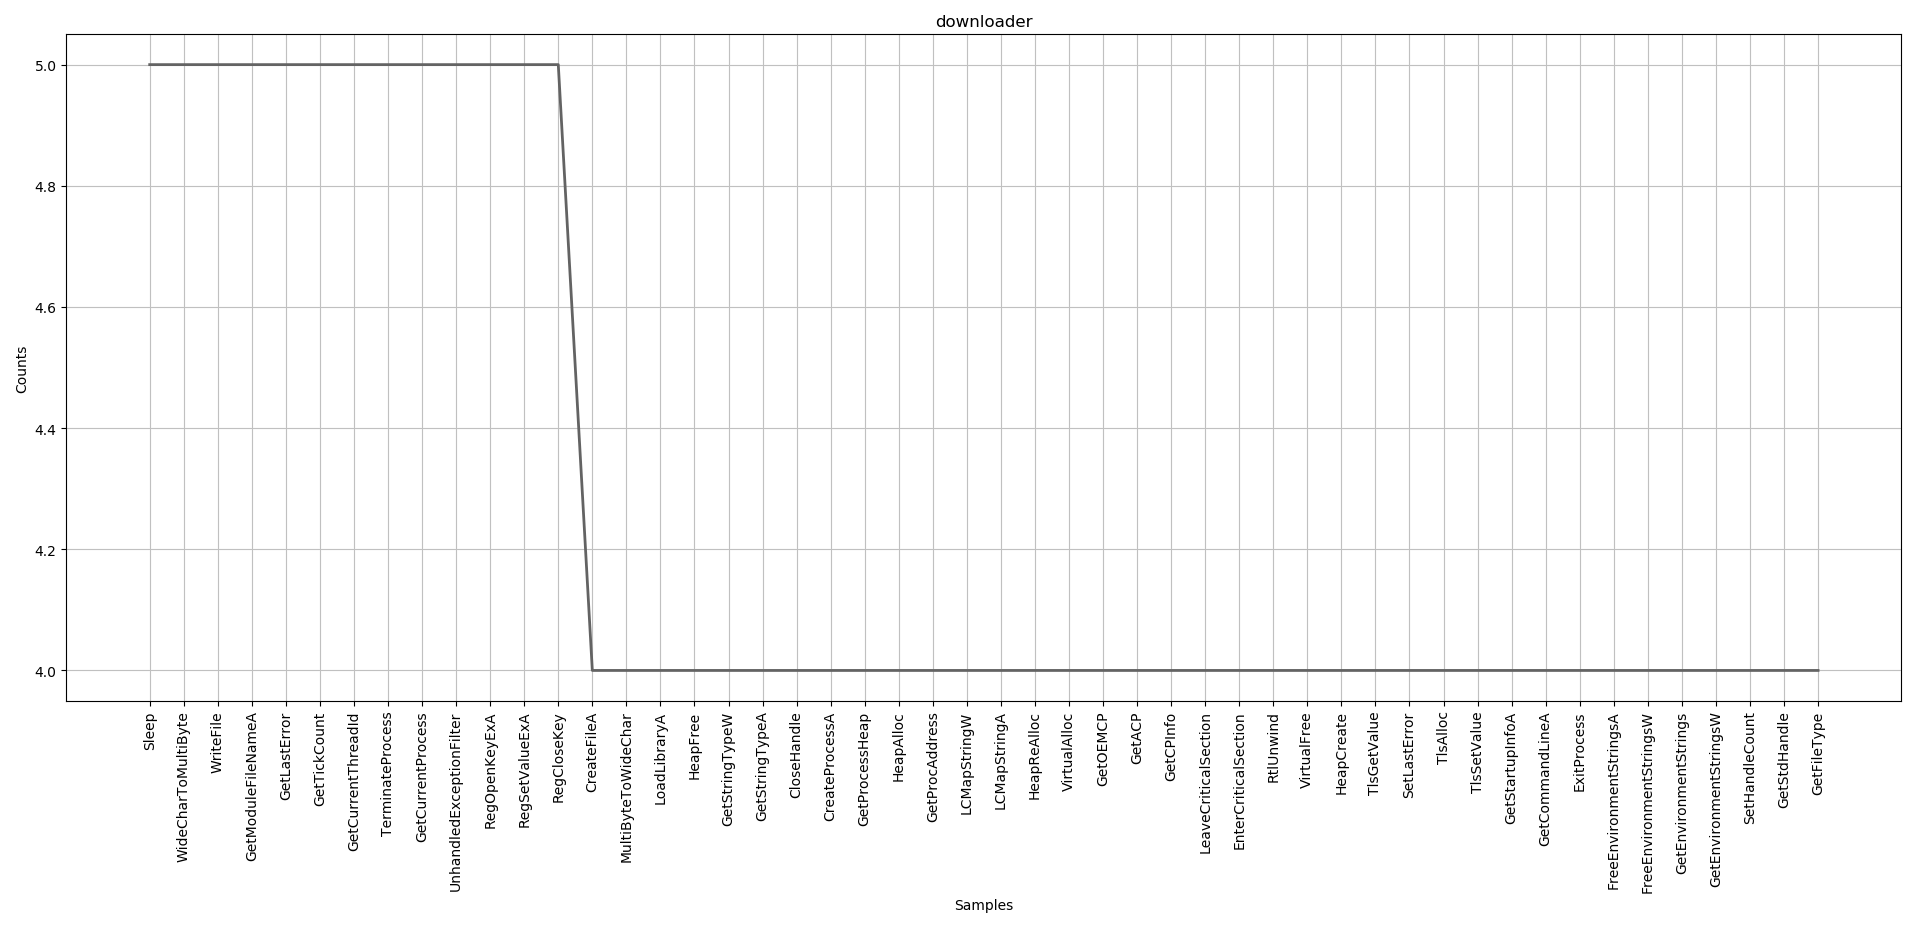 downloader
5.0
4.8
4.6
4.4
4.2
4.0
Counts
Sleep
WideCharToMultiByte
WriteFile
GetModuleFileNameA
GetLastError
GetTickCount
GetCurrentThreadId
TerminateProcess
GetCurrentProcess
UnhandledExceptionFilter
RegOpenKeyExA
RegSetValueExA
RegCloseKey
CreateFileA
MultiByteToWideChar
LoadLibraryA
HeapFree
GetStringTypeW
GetStringTypeA
CloseHandle
CreateProcessA
GetProcessHeap
HeapAlloc
GetProcAddress
LCMapStringW
LCMapStringA
HeapReAlloc
VirtualAlloc
GetOEMCP
GetACP
GetCPInfo
LeaveCriticalSection
EnterCriticalSection
RtlUnwind
VirtualFree
HeapCreate
TlsGetValue
SetLastError
TlsAlloc
TlsSetValue
GetStartupInfoA
GetCommandLineA
ExitProcess
FreeEnvironmentStringsA
FreeEnvironmentStringsW
GetEnvironmentStrings
GetEnvironmentStringsW
SetHandleCount
GetStdHandle
GetFileType
Samples